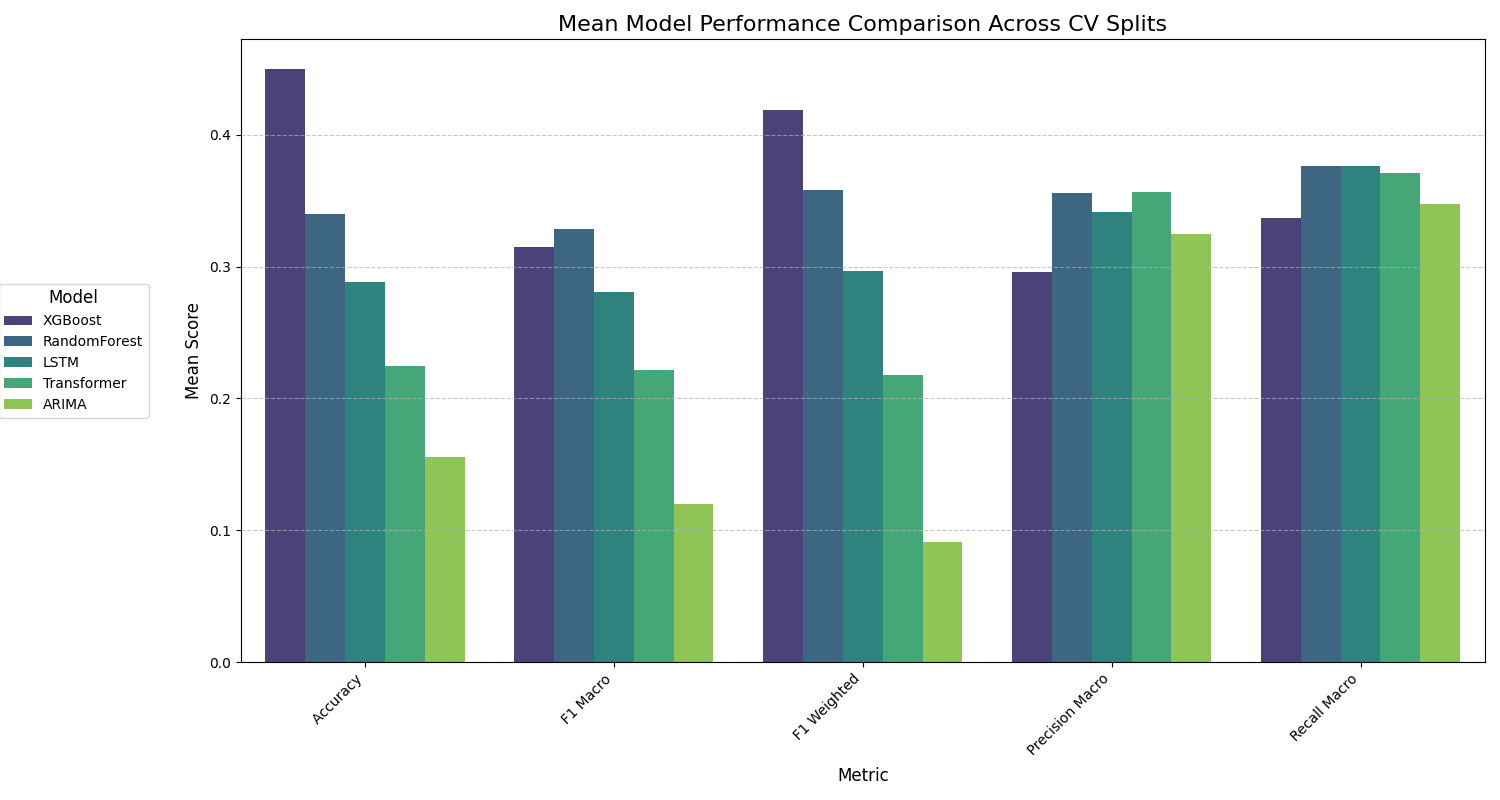 Mean Model Performance Comparison Across CV Splits
Model
XGBoost
RandomForest
LSTM
Transformer
ARIMA
Mean Score
0.4
0.3
0.2
0.1
0.0
Accuracy
F1 Macro
F1 Weighted
Precision Macro
Recall Macro
Metric